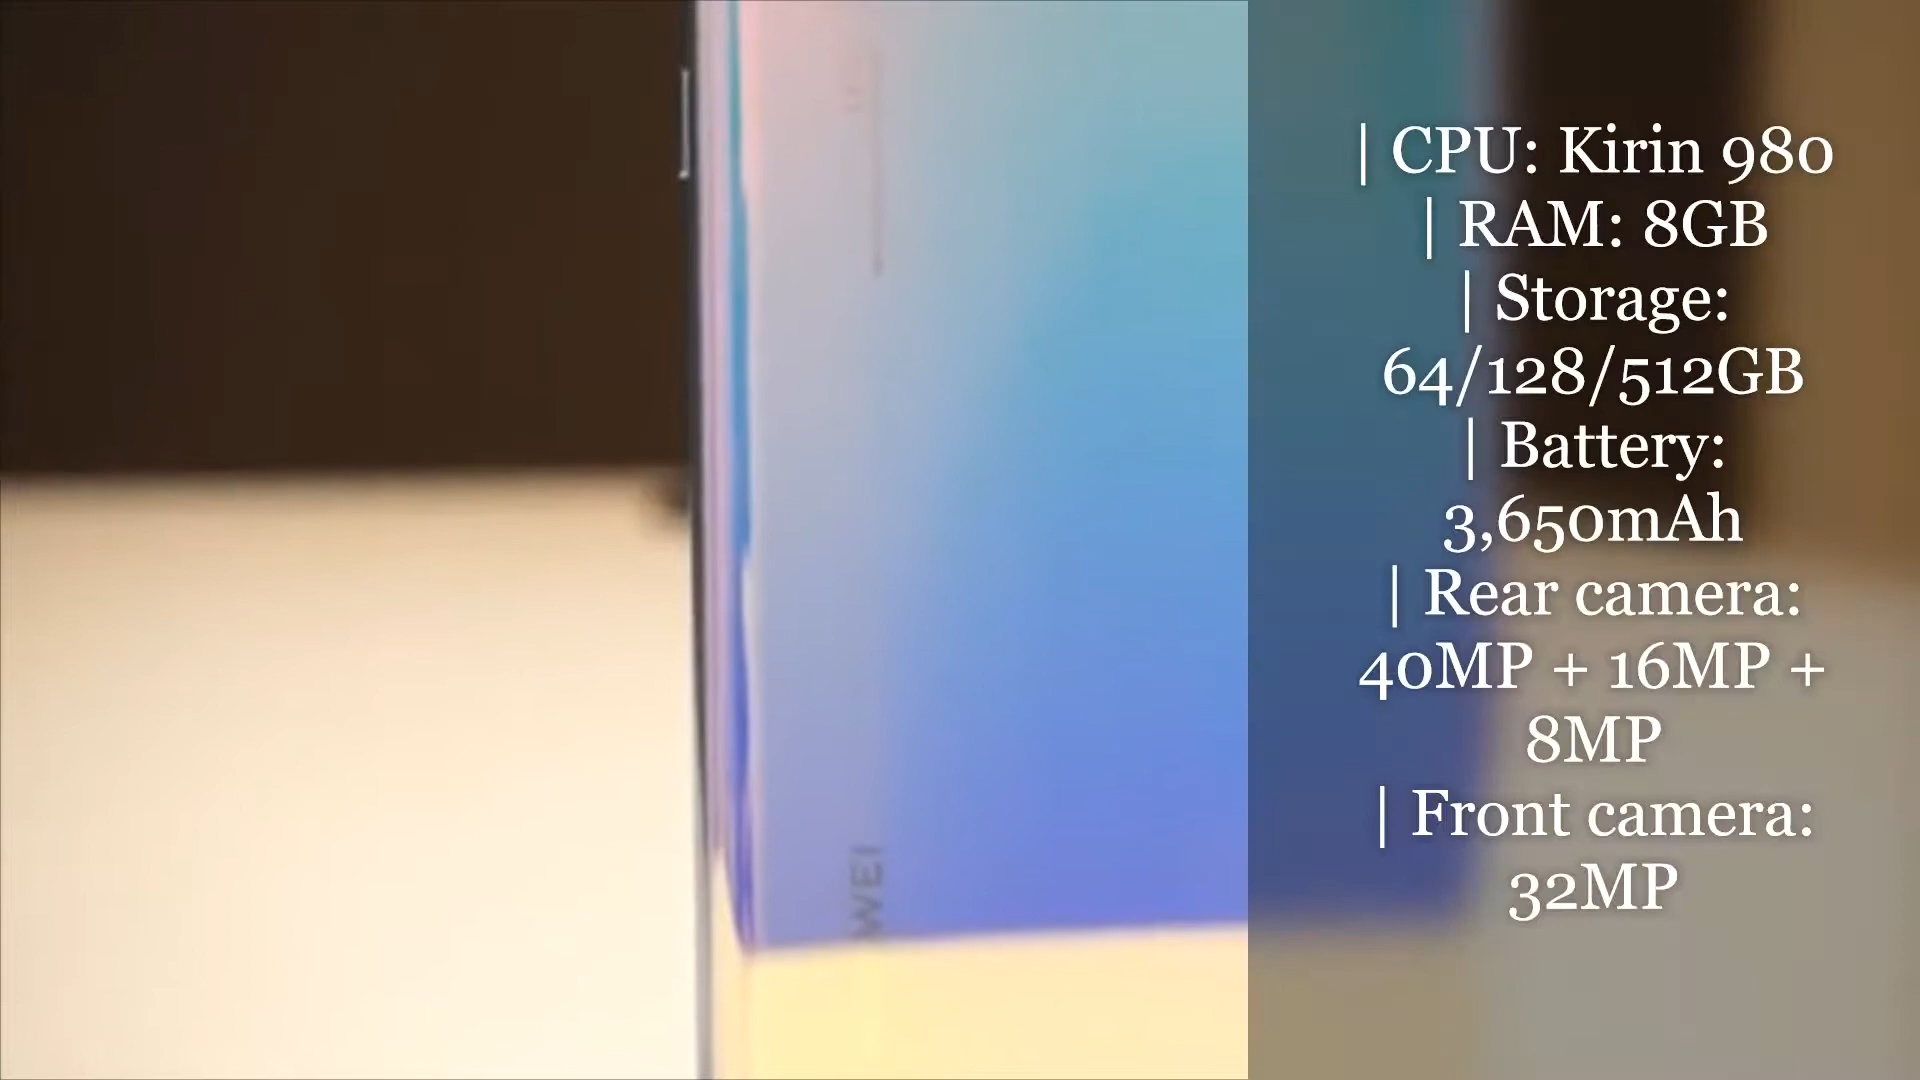 | CPU: Kirin 980
| RAM: 8GB
| Storage:
64/128/512GB
| Battery:
3,650mAh
| Rear camera:
40MP + 16MP +
8MP
| Front camera:
32MP
WEI